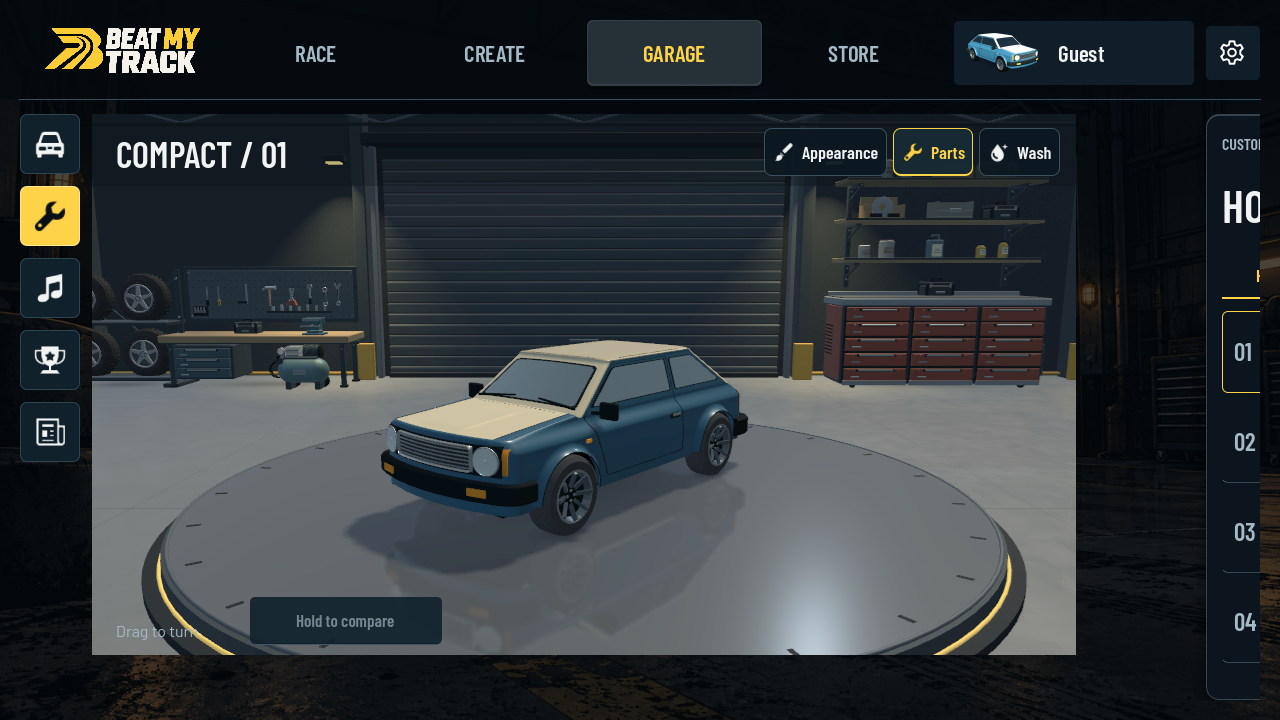 BEAT MY
TRACK
RACE
CREATE
GARAGE
STORE
Guest
COMPACT / 01
Appearance
Parts
Wash
HO
01
02
03
04
Hold to compare
Drag to turn